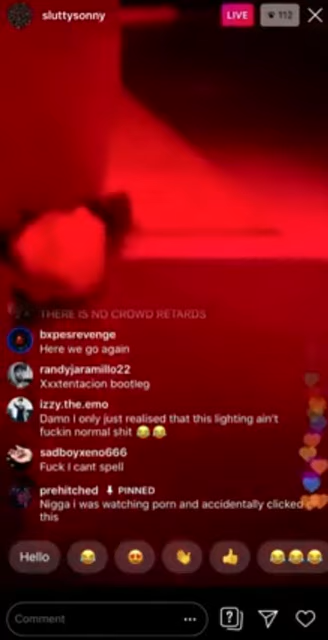 sluttysonny
LIVE
112
THERE IS NO CROWD RETARDS
bxpesrevenge
Here we go again
randyjaramillo22
Xxxtentacion bootleg
izzy.the.emo
Damn i only just realised that this lighting ain't
fuckin normal shit 😂😂
sadboyxeno666
Fuck I cant spell
prehitched PINNED
Nigga i was watching porn and accidentally clicked
this
Hello
Comment